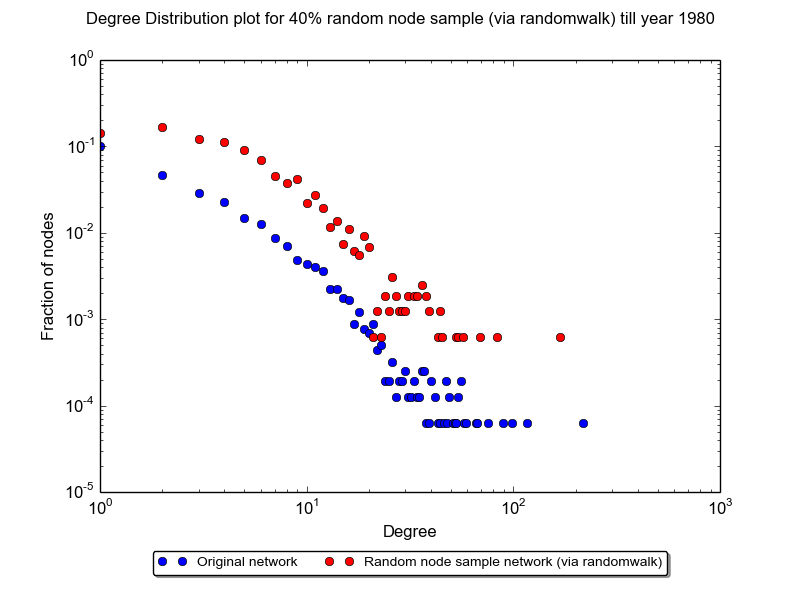 Degree Distribution plot for 40% random node sample (via randomwalk) till year 1980
10^0
10^-1
10^-2
10^-3
10^-4
10^-5
Fraction of nodes
10^0 10^1 10^2 10^3
Degree
Original network Random node sample network (via randomwalk)